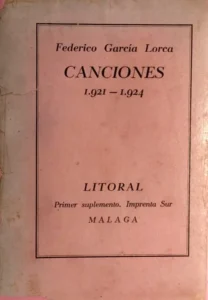 Federico García Lorca
CANCIONES
1.921 — 1.924
LITORAL
Primer suplemento. Imprenta Sur
MALAGA